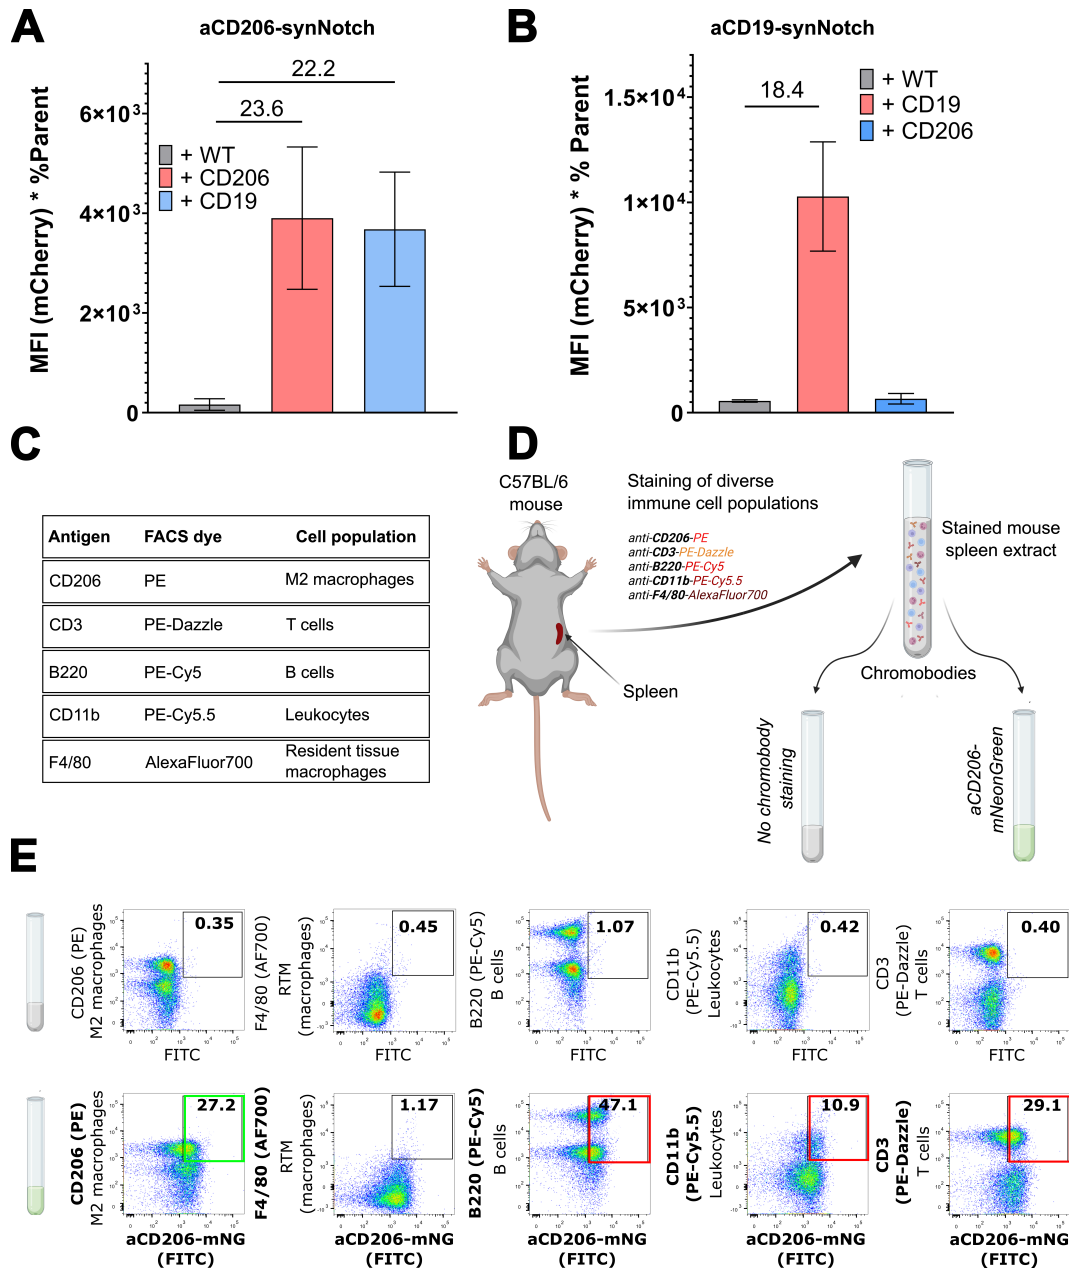 A
aCD206-synNotch
MFI (mCherry) * %Parent
6×10³
4×10³
2×10³
0
22.2
23.6
+ WT
+ CD206
+ CD19
B
aCD19-synNotch
MFI (mCherry) * % Parent
1.5×10⁴
1×10⁴
5×10³
0
18.4
+ WT
+ CD19
+ CD206
C
Antigen FACS dye Cell population
CD206 PE M2 macrophages
CD3 PE-Dazzle T cells
B220 PE-Cy5 B cells
CD11b PE-Cy5.5 Leukocytes
F4/80 AlexaFluor700 Resident tissue
macrophages
D
C57BL/6
mouse
Staining of diverse
immune cell populations
anti-CD206-PE
anti-CD3-PE-Dazzle
anti-B220-PE-Cy5
anti-CD11b-PE-Cy5.5
anti-F4/80-AlexaFluor700
Spleen
Stained mouse
spleen extract
Chromobodies
No chromobody
staining
aCD206-
mNeonGreen
E
CD206 (PE)
M2 macrophages
0.35
FITC
F4/80 (AF700)
RTM
(macrophages)
0.45
FITC
B220 (PE-Cy5)
B cells
1.07
CD11b
(PE-Cy5.5)
Leukocytes
0.42
FITC
CD3
(PE-Dazzle)
T cells
0.40
FITC
CD206 (PE)
M2 macrophages
27.2
aCD206-mNG
(FITC)
F4/80 (AF700)
RTM
(macrophages)
1.17
aCD206-mNG
(FITC)
B220 (PE-Cy5)
B cells
47.1
aCD206-mNG
(FITC)
CD11b
(PE-Cy5.5)
Leukocytes
10.9
aCD206-mNG
(FITC)
CD3
(PE-Dazzle)
T cells
29.1
aCD206-mNG
(FITC)